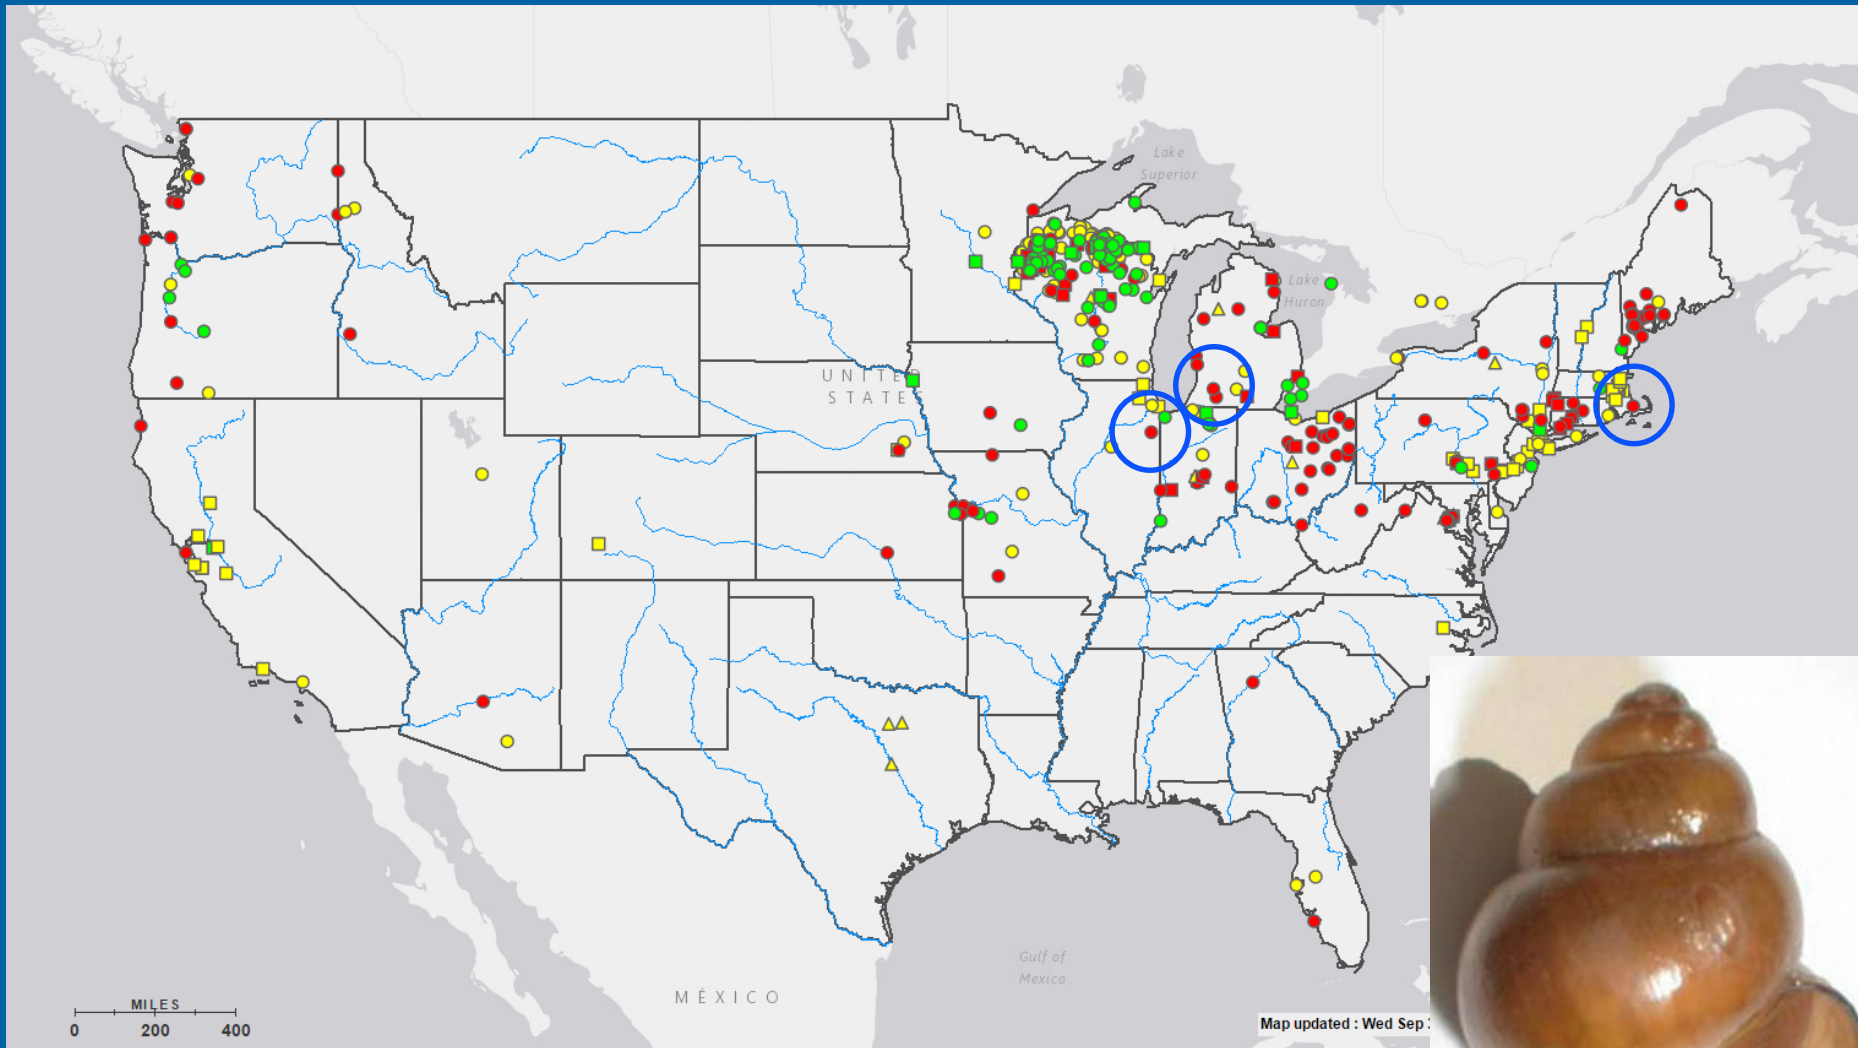 Lake
Superior
Lake
Huron
UNITED
STATES
Gulf of
Mexico
MÉXICO
MILES
0 200 400
Map updated : Wed Sep